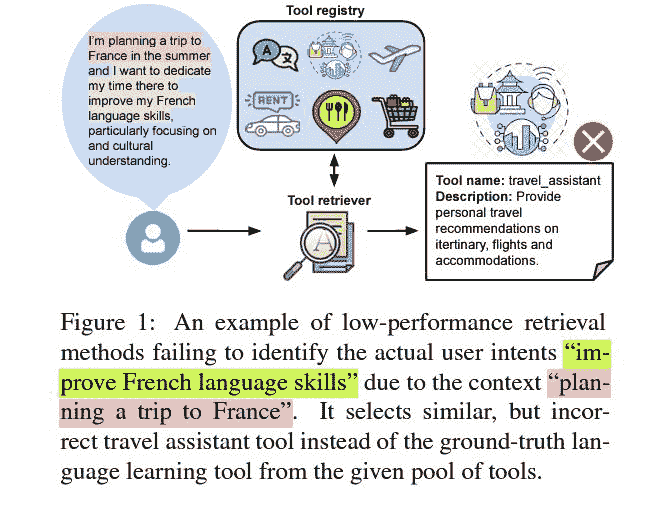 Tool registry
I'm planning a trip to
France in the summer
and I want to dedicate
my time there to
improve my French
language skills,
particularly focusing on
and cultural
understanding.
A
文
RENT
Tool retriever
A
Tool name: travel_assistant
Description: Provide
personal travel
recommendations on
itertinary, flights and
accommodations.
Figure 1: An example of low-performance retrieval
methods failing to identify the actual user intents “im-
prove French language skills” due to the context “plan-
ning a trip to France”. It selects similar, but incor-
rect travel assistant tool instead of the ground-truth lan-
guage learning tool from the given pool of tools.